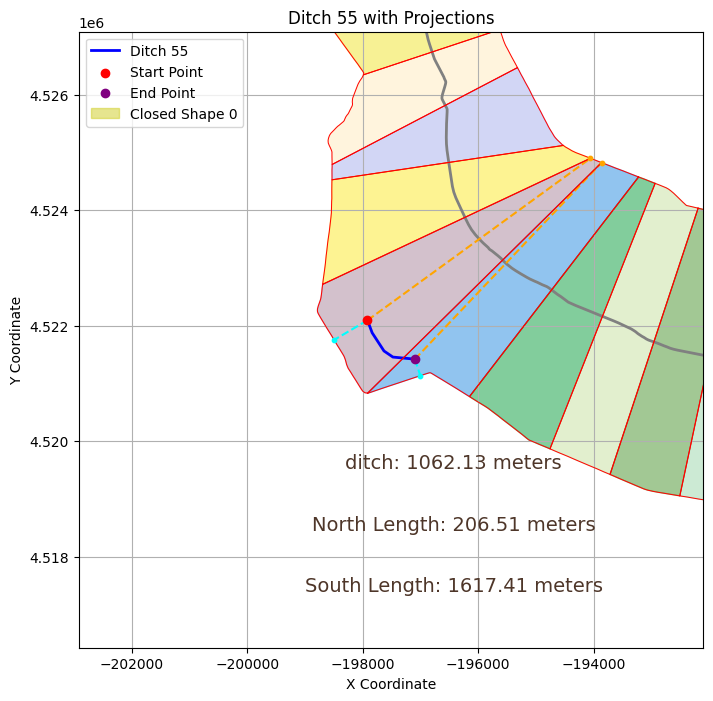 Ditch 55 with Projections
1e6
Ditch 55
Start Point
End Point
Closed Shape 0
4.526
4.524
4.522
4.520
4.518
Y Coordinate
ditch: 1062.13 meters
North Length: 206.51 meters
South Length: 1617.41 meters
−202000 −200000 −198000 −196000 −194000
X Coordinate